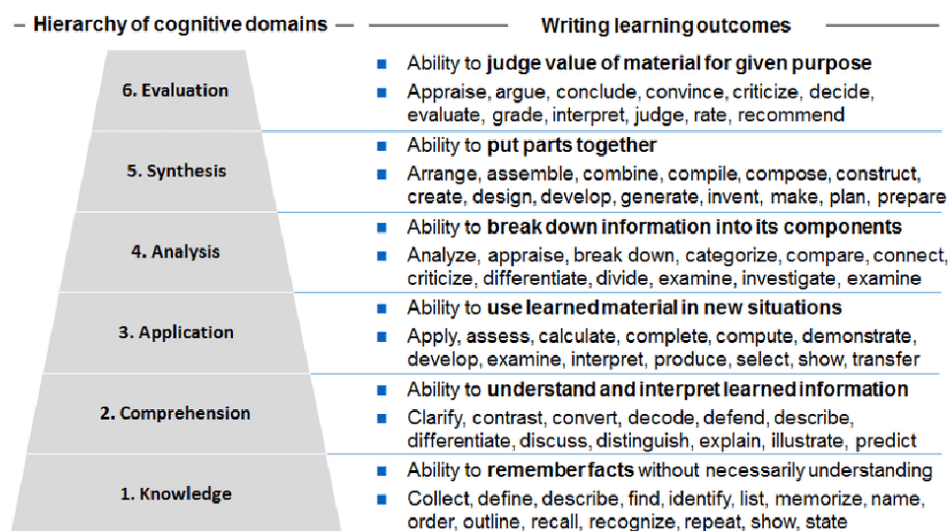 Hierarchy of cognitive domains
Writing learning outcomes
6. Evaluation
Ability to judge value of material for given purpose
Appraise, argue, conclude, convince, criticize, decide,
evaluate, grade, interpret, judge, rate, recommend
5. Synthesis
Ability to put parts together
Arrange, assemble, combine, compile, compose, construct,
create, design, develop, generate, invent, make, plan, prepare
4. Analysis
Ability to break down information into its components
Analyze, appraise, break down, categorize, compare, connect,
criticize, differentiate, divide, examine, investigate, examine
3. Application
Ability to use learned material in new situations
Apply, assess, calculate, complete, compute, demonstrate,
develop, examine, interpret, produce, select, show, transfer
2. Comprehension
Ability to understand and interpret learned information
Clarify, contrast, convert, decode, defend, describe,
differentiate, discuss, distinguish, explain, illustrate, predict
1. Knowledge
Ability to remember facts without necessarily understanding
Collect, define, describe, find, identify, list, memorize, name,
order, outline, recall, recognize, repeat, show, state